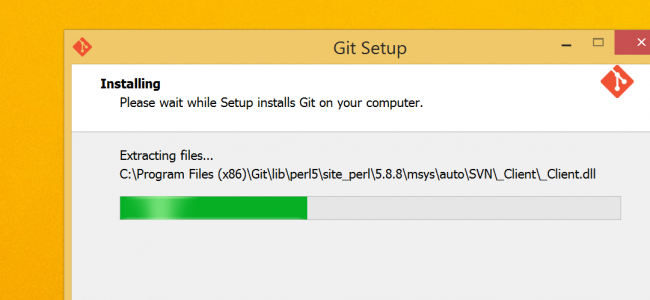 Git Setup
Installing
Please wait while Setup installs Git on your computer.
Extracting files...
C:\Program Files (x86)\Git\lib\perl5\site_perl\5.8.8\msys\auto\SVN\_Client\_Client.dll